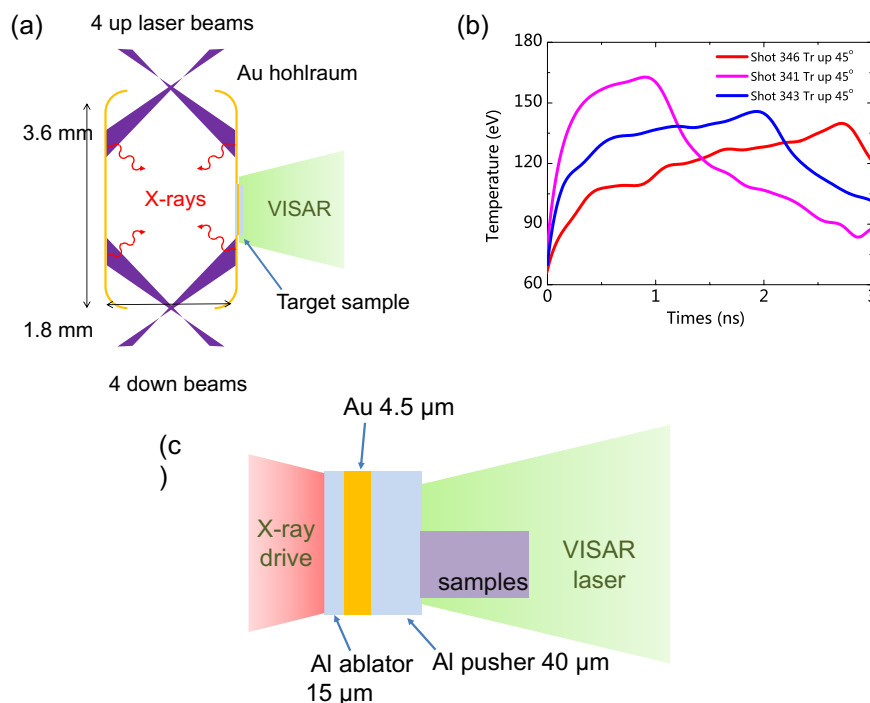 (a)
4 up laser beams
Au hohlraum
3.6 mm
X-rays
VISAR
Target sample
1.8 mm
4 down beams
(b)
180
150
120
90
60
Temperature (eV)
Shot 346 Tr up 45°
Shot 341 Tr up 45°
Shot 343 Tr up 45°
0
1
2
3
Times (ns)
(c
)
Au 4.5 μm
X-ray
drive
samples
VISAR
laser
Al ablator
15 μm
Al pusher 40 μm